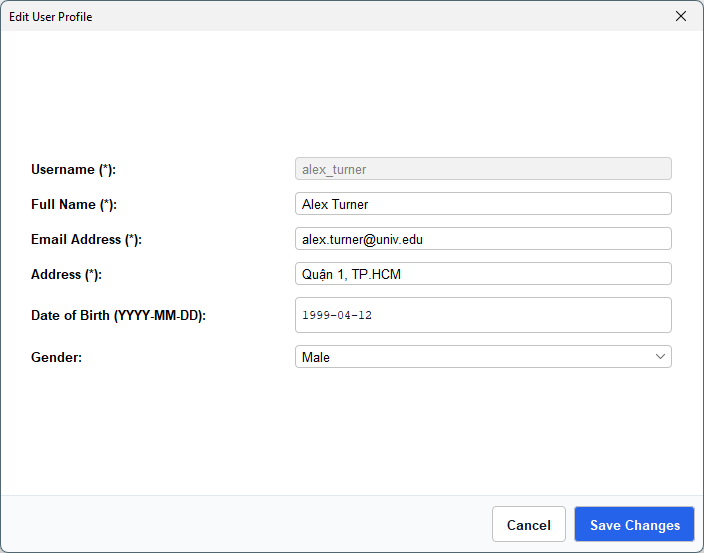 Edit User Profile
Username (*): alex_turner
Full Name (*): Alex Turner
Email Address (*): alex.turner@univ.edu
Address (*): Quận 1, TP.HCM
Date of Birth (YYYY-MM-DD): 1999-04-12
Gender: Male
Cancel Save Changes